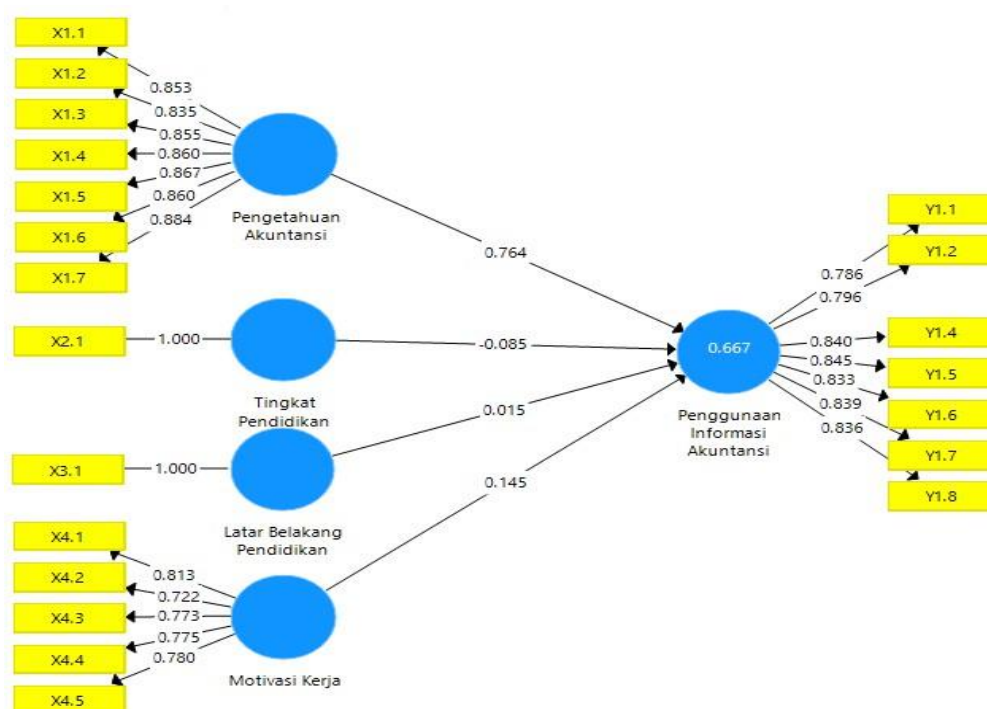 X1.1
X1.2
X1.3
X1.4
X1.5
X1.6
X1.7
0.853
0.835
0.855
0.860
0.867
0.860
0.884
Pengetahuan
Akuntansi
0.764
X2.1
1.000
Tingkat
Pendidikan
-0.085
X3.1
1.000
Latar Belakang
Pendidikan
0.015
X4.1
X4.2
X4.3
X4.4
X4.5
0.813
0.722
0.773
0.775
0.780
Motivasi Kerja
0.145
0.667
Penggunaan
Informasi
Akuntansi
0.786
0.796
0.840
0.845
0.833
0.839
0.836
Y1.1
Y1.2
Y1.4
Y1.5
Y1.6
Y1.7
Y1.8